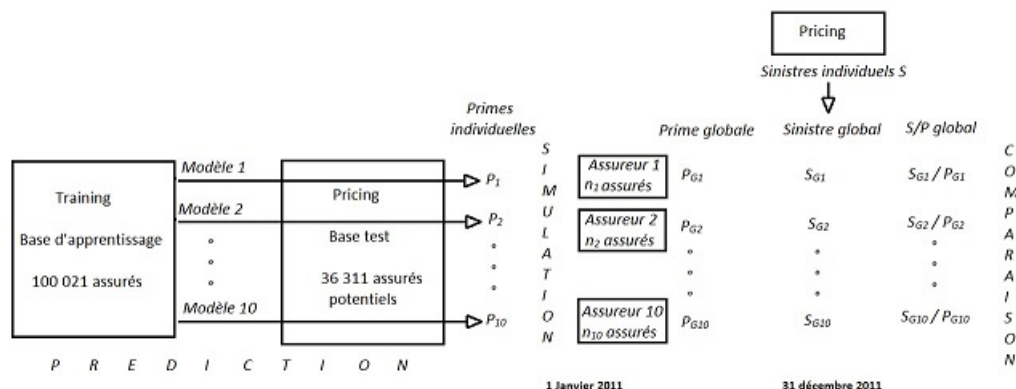 Pricing
Sinistres individuels S
Primes individuelles
Prime globale
Sinistre global
S/P global
Training
Base d'apprentissage
100 021 assurés
Modèle 1
Modèle 2
Modèle 10
Pricing
Base test
36 311 assurés
potentiels
P1
P2
P10
SIMULATION
Assureur 1
n1 assurés
PG1
SG1
SG1 / PG1
Assureur 2
n2 assurés
PG2
SG2
SG2 / PG2
Assureur 10
n10 assurés
PG10
SG10
SG10 / PG10
COMPARAISON
P R E D I C T I O N
1 Janvier 2011
31 décembre 2011